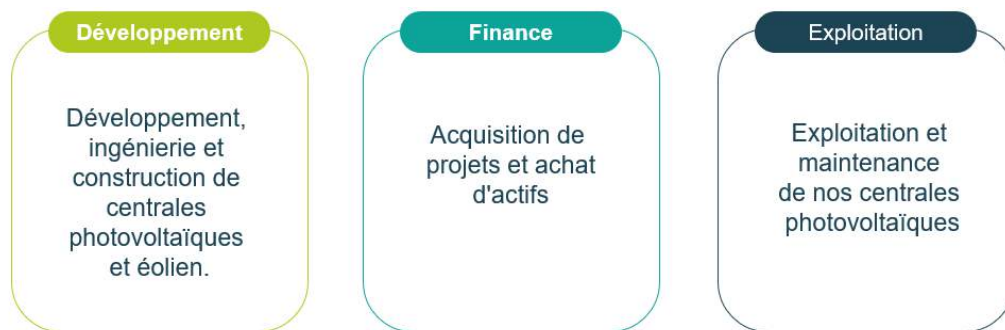 Développement
Développement,
ingénierie et
construction de
centrales
photovoltaïques
et éolien.
Finance
Acquisition de
projets et achat
d'actifs
Exploitation
Exploitation et
maintenance
de nos centrales
photovoltaïques